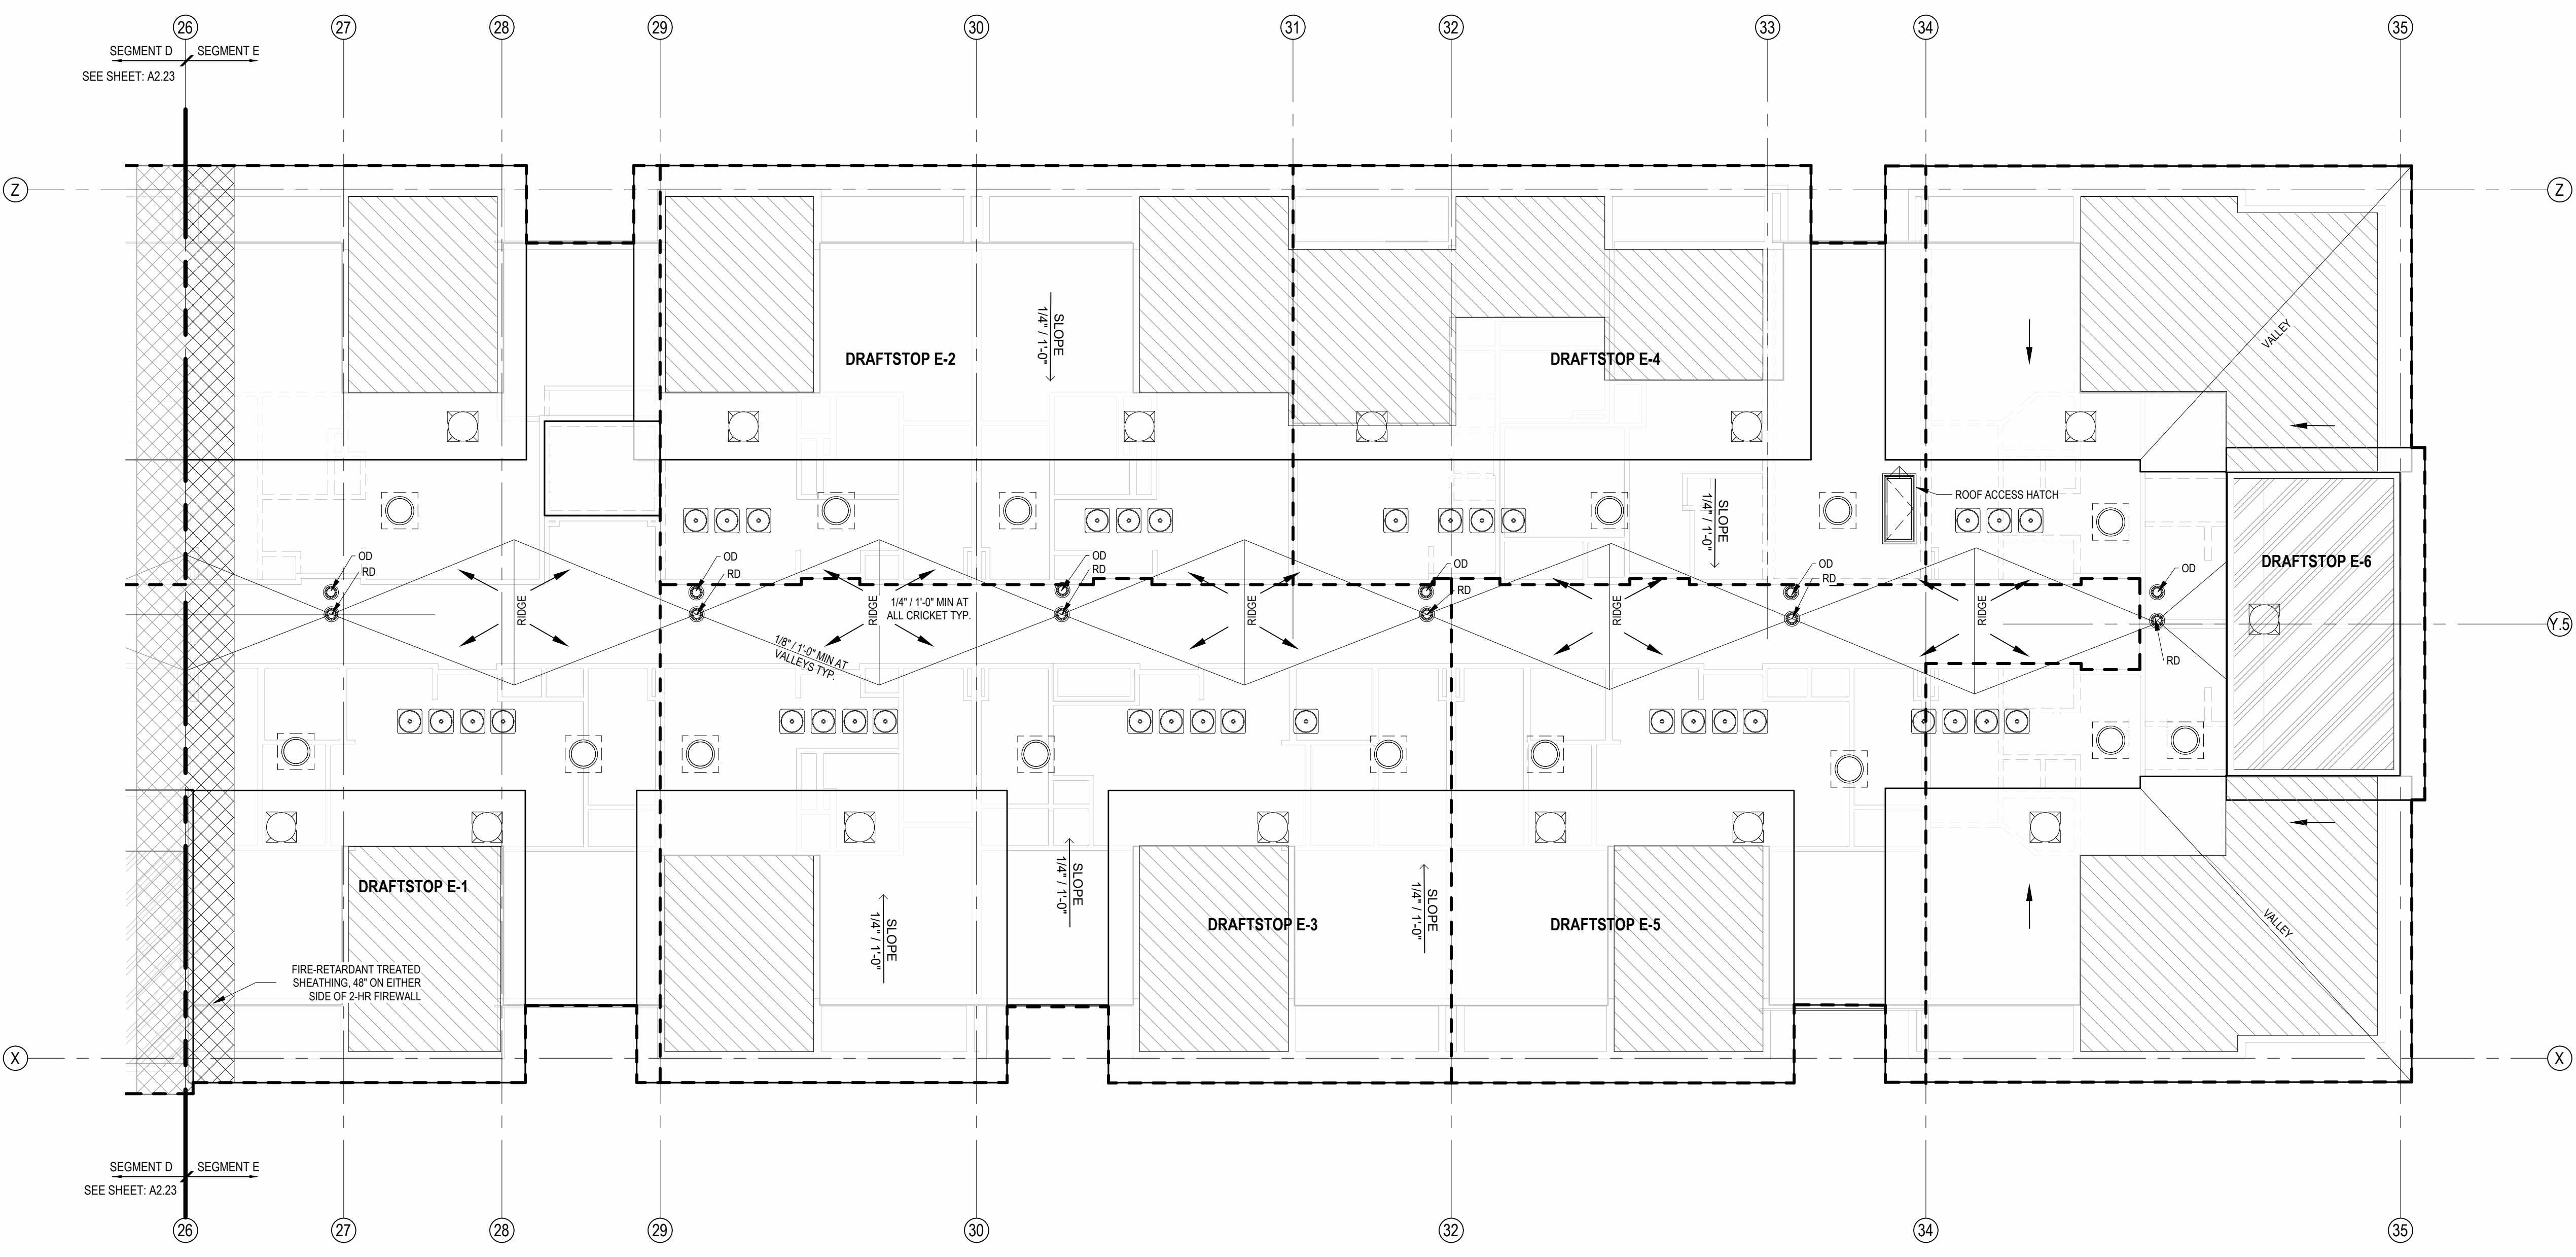 26
27
28
29
30
31
32
33
34
35
SEGMENT D
SEGMENT E
SEE SHEET: A2.23
Z
Z
SLOPE
1/4" / 1'-0"
DRAFTSTOP E-2
DRAFTSTOP E-4
VALLEY
SLOPE
1/4" / 1'-0"
ROOF ACCESS HATCH
OD
RD
OD
RD
OD
RD
OD
RD
OD
RD
OD
RD
DRAFTSTOP E-6
RIDGE
RIDGE
RIDGE
RIDGE
RIDGE
1/4" / 1'-0" MIN AT
ALL CRICKET TYP.
1/8" / 1'-0" MIN AT
VALLEYS TYP.
Y.5
DRAFTSTOP E-1
SLOPE
1/4" / 1'-0"
SLOPE
1/4" / 1'-0"
DRAFTSTOP E-3
SLOPE
1/4" / 1'-0"
DRAFTSTOP E-5
VALLEY
FIRE-RETARDANT TREATED
SHEATHING, 48" ON EITHER
SIDE OF 2-HR FIREWALL
X
X
SEGMENT D
SEGMENT E
SEE SHEET: A2.23
26
27
28
29
30
32
34
35